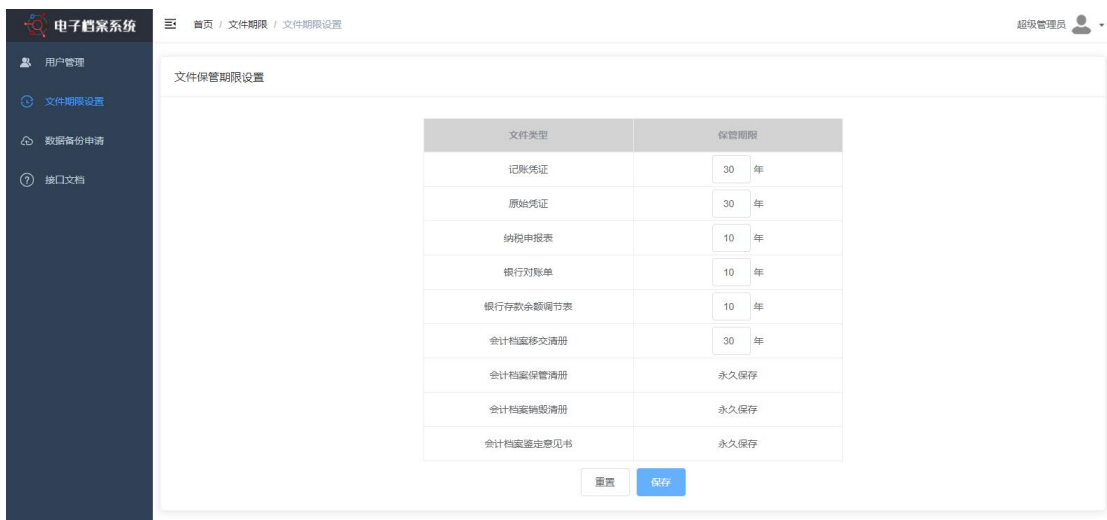 电子档案系统
首页 / 文件期限 / 文件期限设置
超级管理员
用户管理
文件期限设置
数据备份申请
接口文档
文件保管期限设置
文件类型 保管期限
记账凭证 30 年
原始凭证 30 年
纳税申报表 10 年
银行对账单 10 年
银行存款余额调节表 10 年
会计档案移交清册 30 年
会计档案保管清册 永久保存
会计档案销毁清册 永久保存
会计档案鉴定意见书 永久保存
重置 保存